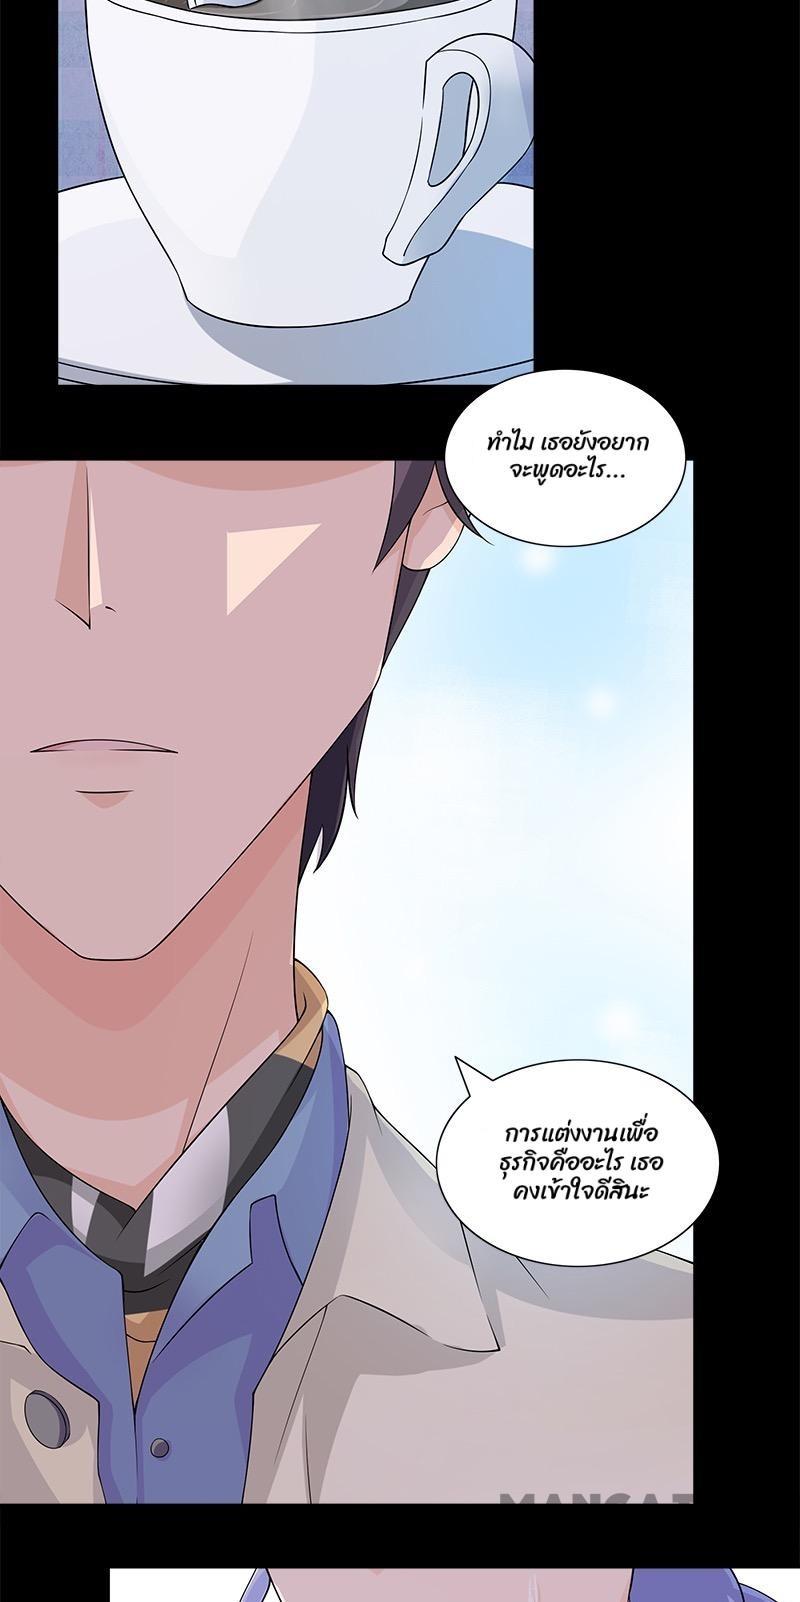 ทำไม เธอยังอยาก
จะพูดอะไร...
การแต่งงานเพื่อ
ธุรกิจคืออะไร เธอ
คงเข้าใจดีสินะ